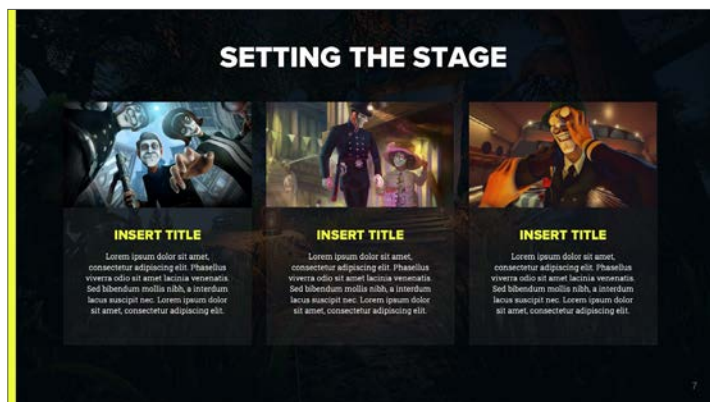 SETTING THE STAGE
INSERT TITLE
Lorem ipsum dolor sit amet,
consectetur adipiscing elit. Phasellus
viverra odio sit amet lacinia venenatis.
Sed bibendum mollis nibh, a interdum
lacus suscipit nec. Lorem ipsum dolor
sit amet, consectetur adipiscing elit.
INSERT TITLE
Lorem ipsum dolor sit amet,
consectetur adipiscing elit. Phasellus
viverra odio sit amet lacinia venenatis.
Sed bibendum mollis nibh, a interdum
lacus suscipit nec. Lorem ipsum dolor
sit amet, consectetur adipiscing elit.
INSERT TITLE
Lorem ipsum dolor sit amet,
consectetur adipiscing elit. Phasellus
viverra odio sit amet lacinia venenatis.
Sed bibendum mollis nibh, a interdum
lacus suscipit nec. Lorem ipsum dolor
sit amet, consectetur adipiscing elit.
7